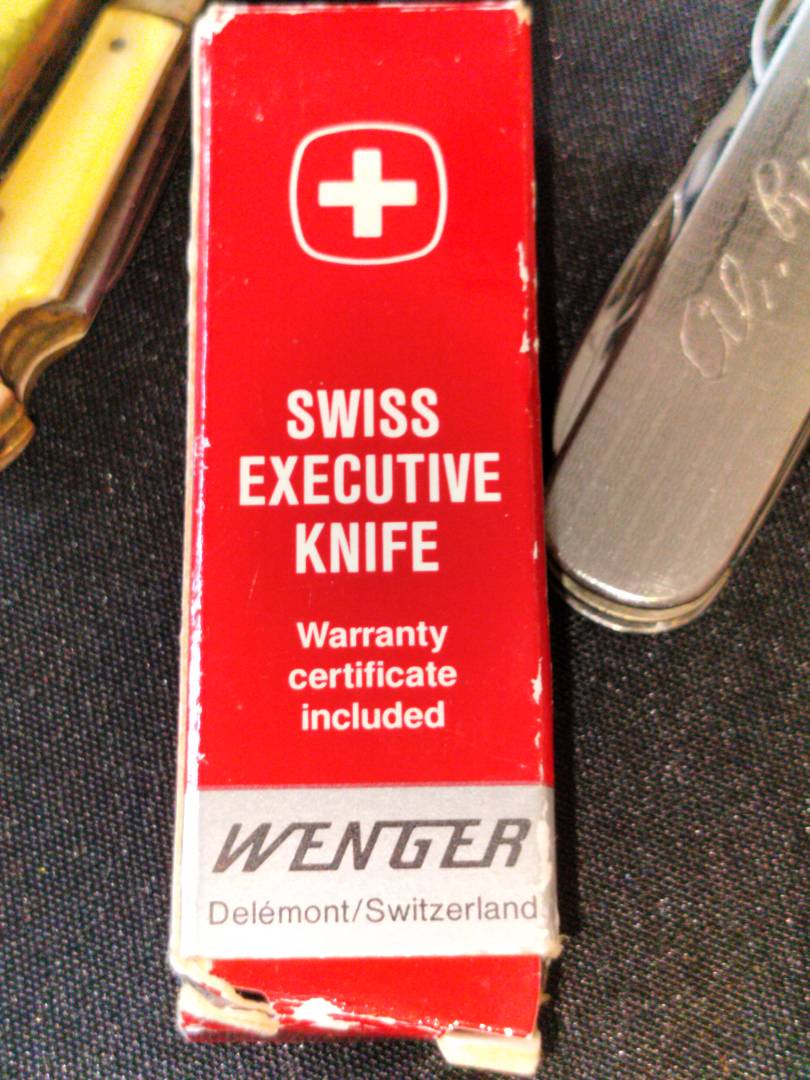 SWISS
EXECUTIVE
KNIFE
Warranty
certificate
included
WENGER
Delémont/Switzerland